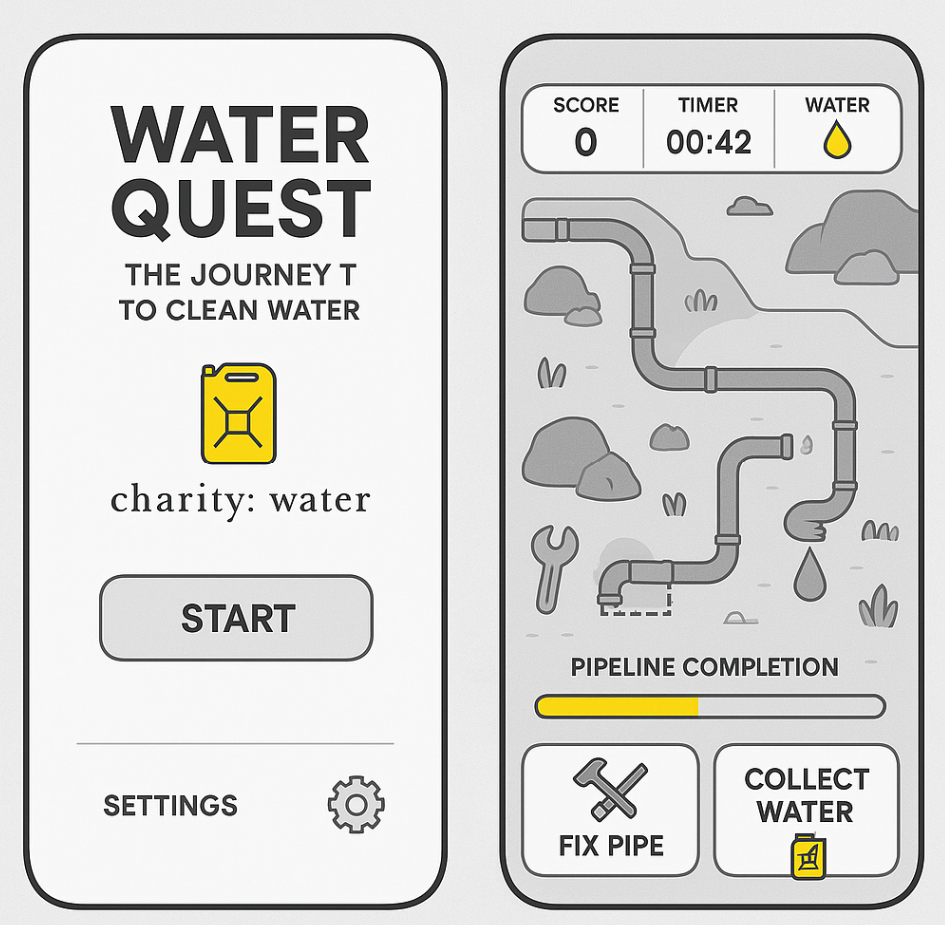 WATER
QUEST
THE JOURNEY T
TO CLEAN WATER
charity: water
START
SETTINGS
SCORE
0
TIMER
00:42
WATER
PIPELINE COMPLETION
FIX PIPE
COLLECT
WATER